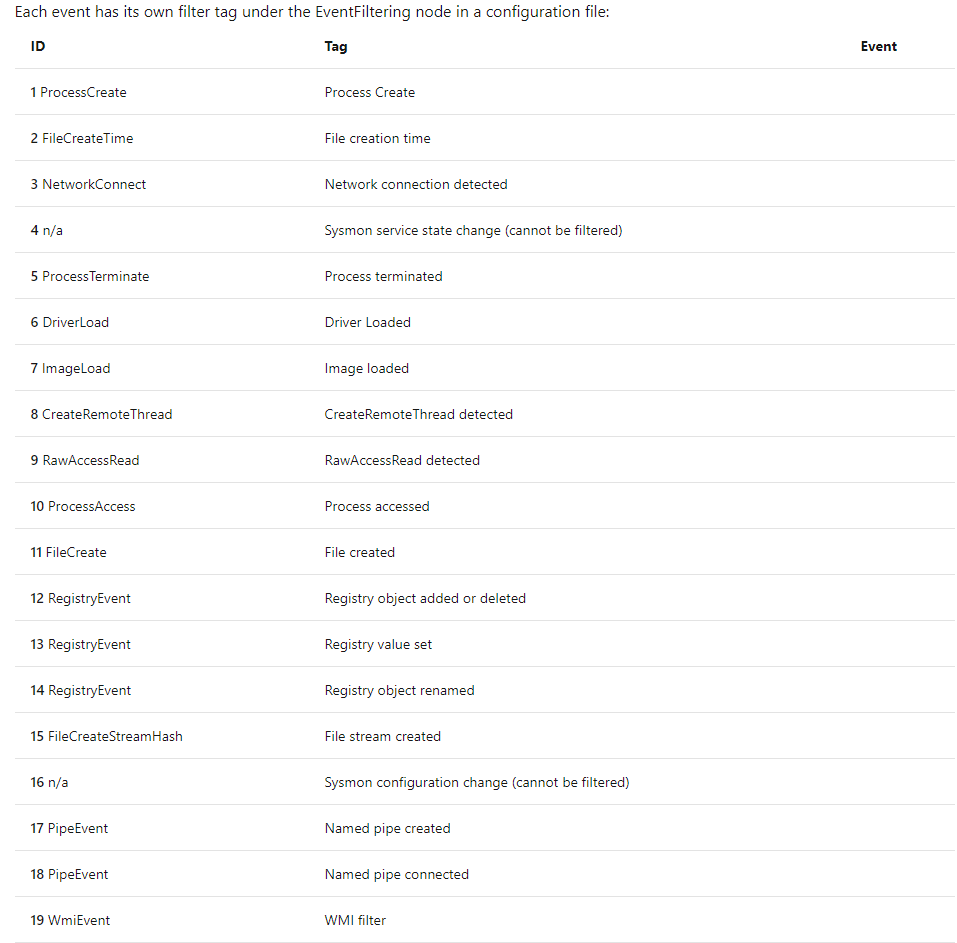 Each event has its own filter tag under the EventFiltering node in a configuration file:
ID Tag Event
1 ProcessCreate Process Create
2 FileCreateTime File creation time
3 NetworkConnect Network connection detected
4 n/a Sysmon service state change (cannot be filtered)
5 ProcessTerminate Process terminated
6 DriverLoad Driver Loaded
7 ImageLoad Image loaded
8 CreateRemoteThread CreateRemoteThread detected
9 RawAccessRead RawAccessRead detected
10 ProcessAccess Process accessed
11 FileCreate File created
12 RegistryEvent Registry object added or deleted
13 RegistryEvent Registry value set
14 RegistryEvent Registry object renamed
15 FileCreateStreamHash File stream created
16 n/a Sysmon configuration change (cannot be filtered)
17 PipeEvent Named pipe created
18 PipeEvent Named pipe connected
19 WmiEvent WMI filter